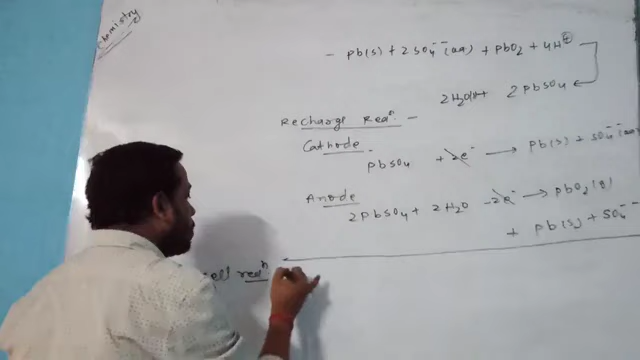 Chemistry
- Pb(s) + 2SO4-- (aq) + PbO2 + 4H+
2H2O(l)+ 2PbSO4
Recharge Reaⁿ -
Cathode
PbSO4 + 2e- → Pb(s) + SO4-- (aq)
Anode
2PbSO4 + 2H2O - 2e- → PbO2(s)
+ Pb(s) + SO4--
cell reaⁿ